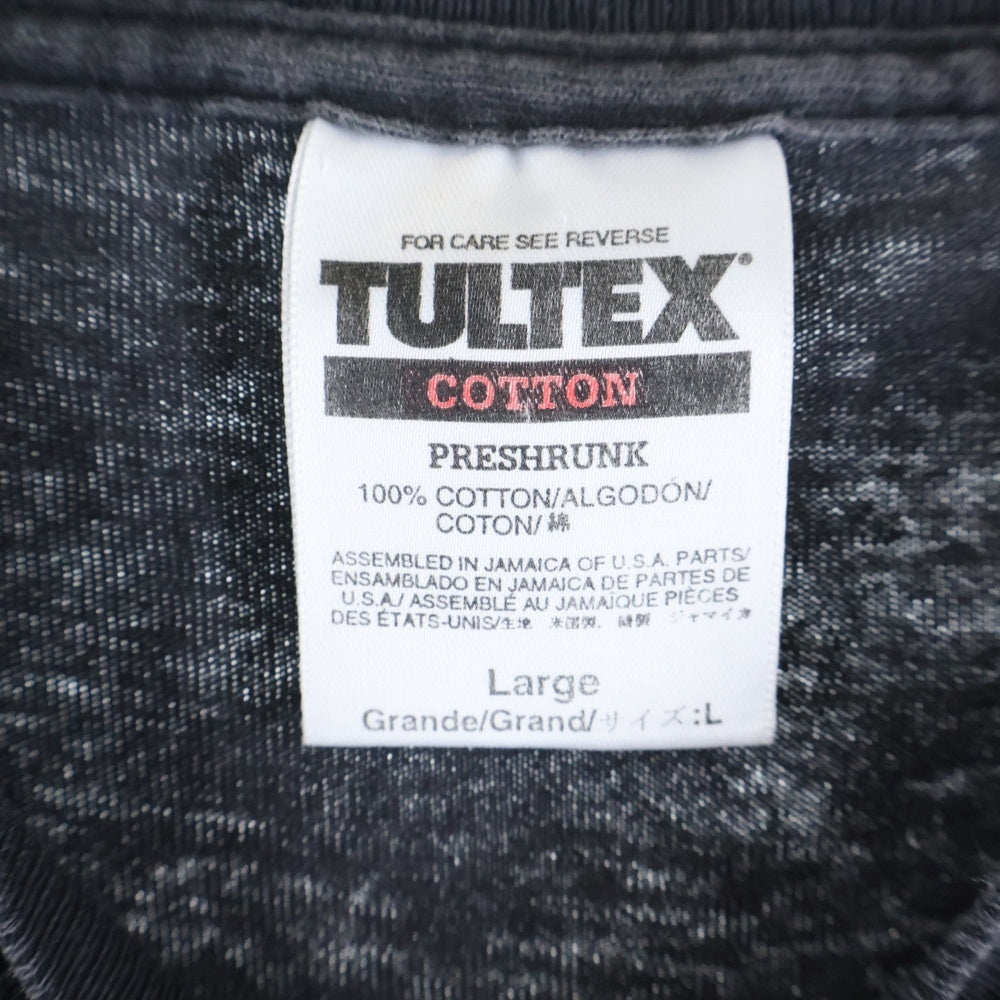 FOR CARE SEE REVERSE
TULTEX®
COTTON
PRESHRUNK
100% COTTON/ALGODÓN/
COTON/綿
ASSEMBLED IN JAMAICA OF U.S.A. PARTS/
ENSAMBLADO EN JAMAICA DE PARTES DE
U.S.A./ ASSEMBLÉ AU JAMAÏQUE PIÈCES
DES ÉTATS-UNIS/生地 米国製, 縫製 ジャマイカ
Large
Grande/Grand/サイズ:L